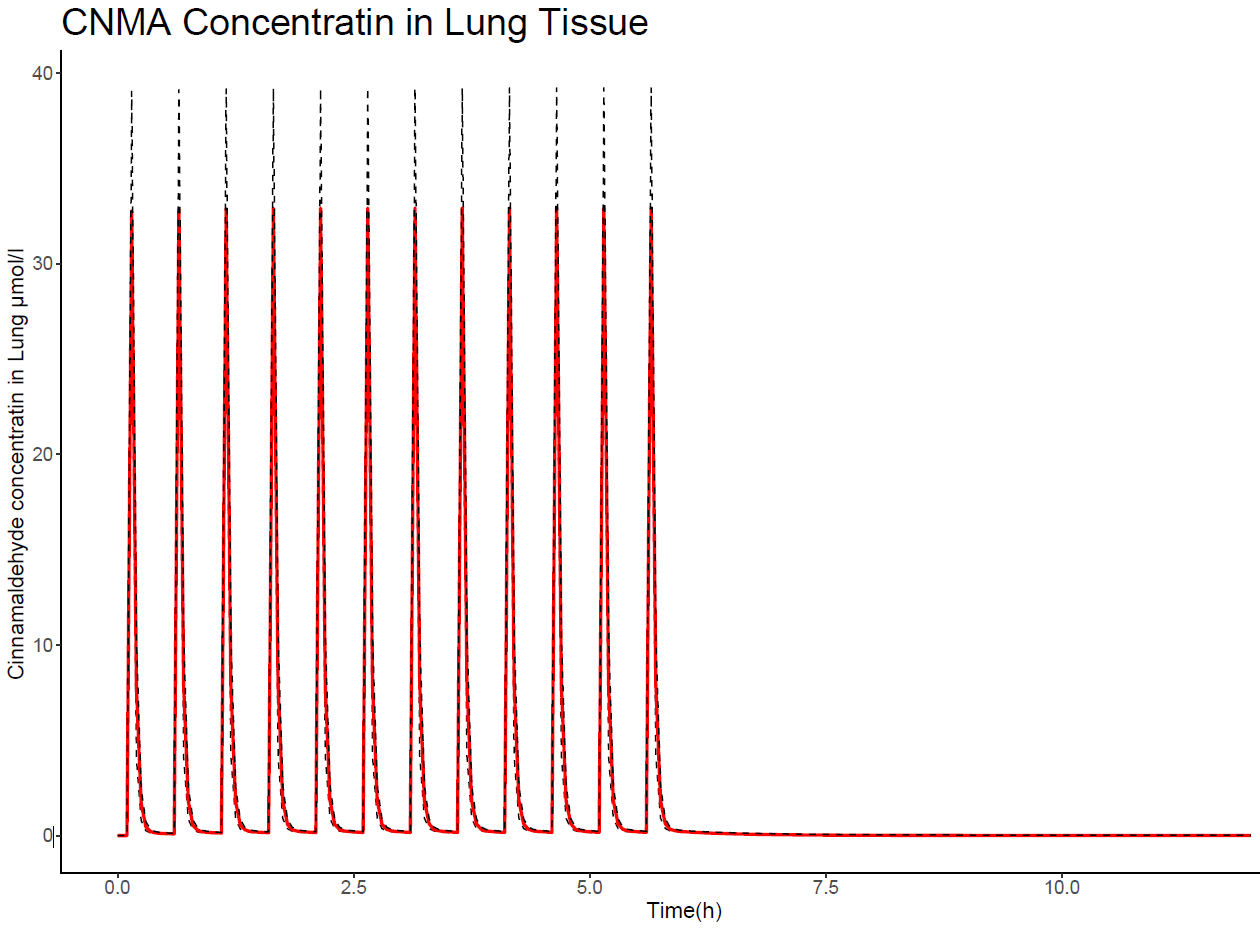 CNMA Concentratin in Lung Tissue
Cinnamaldehyde concentratin in Lung µmol/l
40
30
20
10
0
0.0 2.5 5.0 7.5 10.0
Time(h)